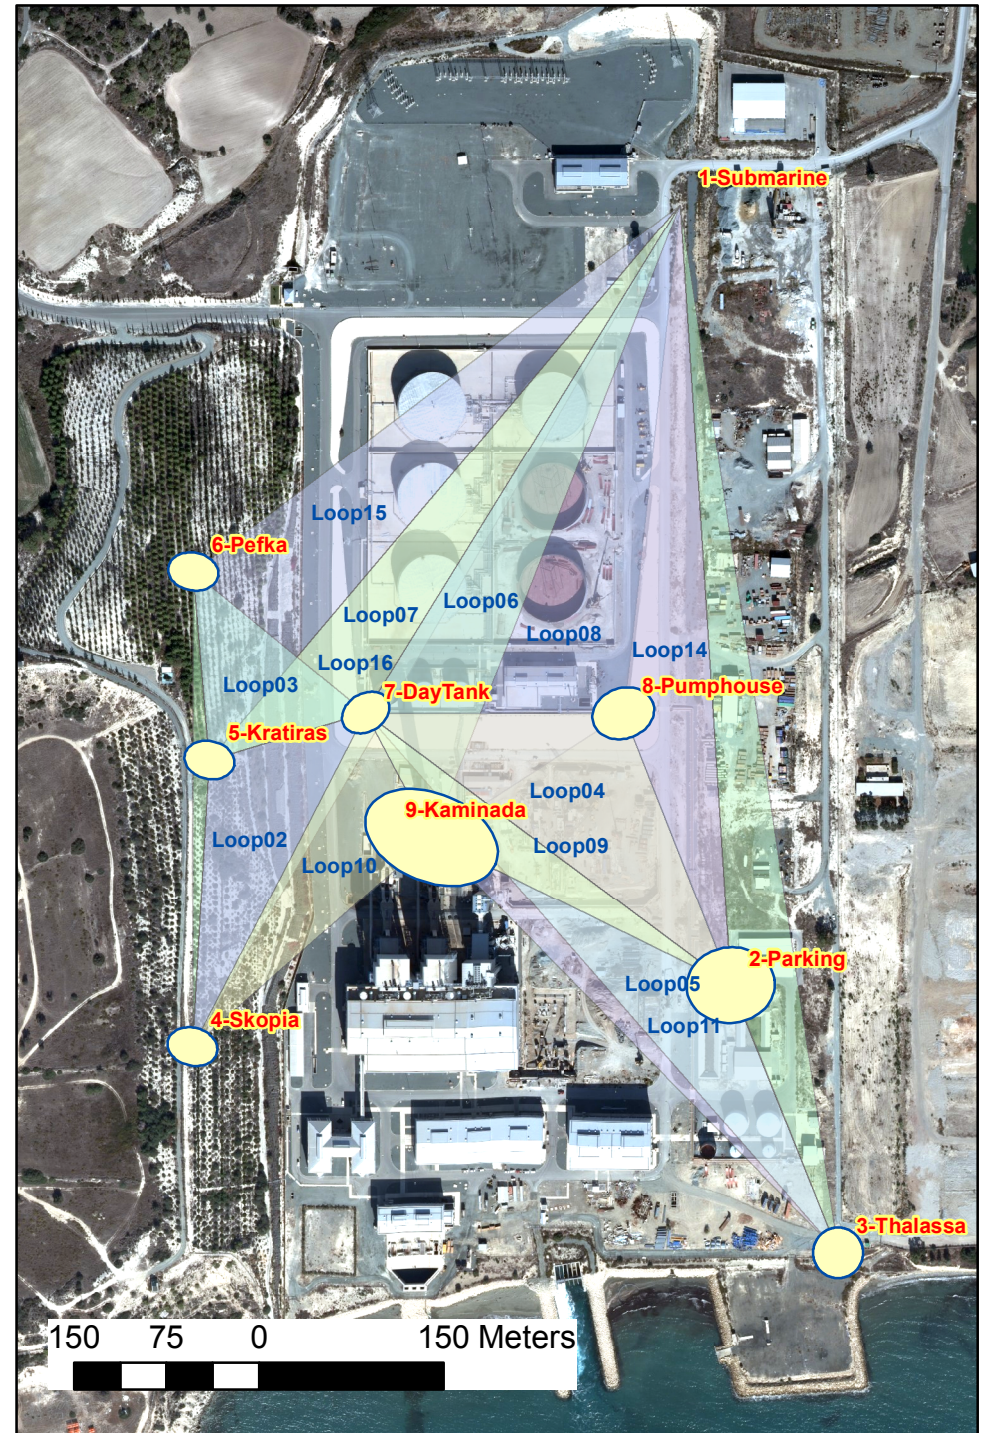 1-Submarine
Loop15
6-Pefka
Loop07
Loop06
Loop08
Loop14
Loop16
Loop03
7-DayTank
8-Pumphouse
5-Kratiras
Loop04
9-Kaminada
Loop02
Loop09
Loop10
2-Parking
Loop05
4-Skopia
Loop11
3-Thalassa
150 75 0 150 Meters